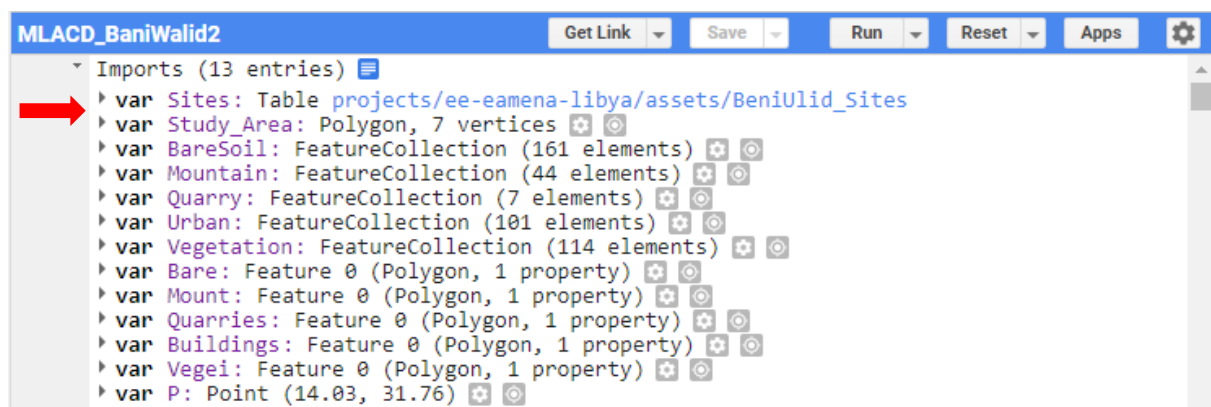 MLACD_BaniWalid2 Get Link Save Run Reset Apps
Imports (13 entries)
var Sites: Table projects/ee-eamena-libya/assets/BeniUlid_Sites
var Study_Area: Polygon, 7 vertices
var BareSoil: FeatureCollection (161 elements)
var Mountain: FeatureCollection (44 elements)
var Quarry: FeatureCollection (7 elements)
var Urban: FeatureCollection (101 elements)
var Vegetation: FeatureCollection (114 elements)
var Bare: Feature 0 (Polygon, 1 property)
var Mount: Feature 0 (Polygon, 1 property)
var Quarries: Feature 0 (Polygon, 1 property)
var Buildings: Feature 0 (Polygon, 1 property)
var Vegei: Feature 0 (Polygon, 1 property)
var P: Point (14.03, 31.76)